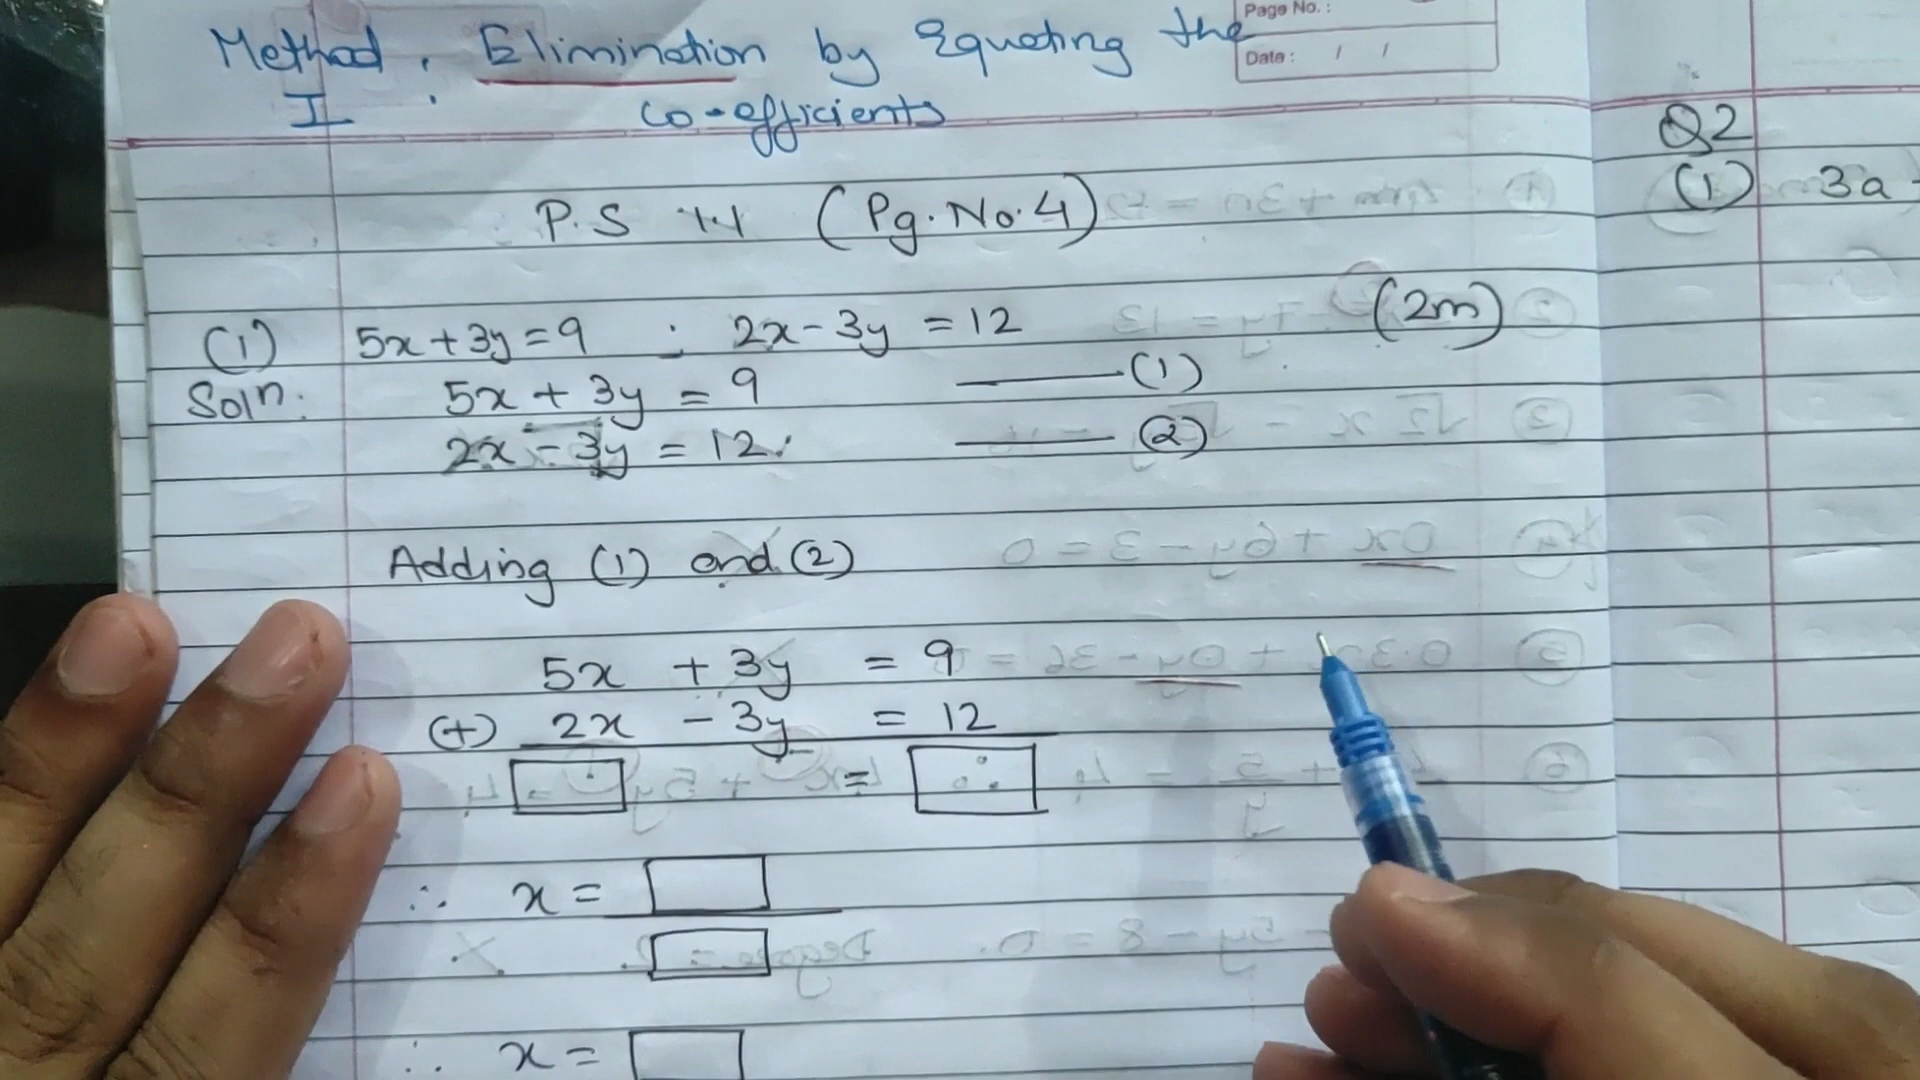 Page No. :
Date : / /
Method : Elimination by Equating the
I co-efficients
P.S 1.1 (Pg. No. 4)
(1) 5x + 3y = 9 ; 2x - 3y = 12 (2m)
Soln: 5x + 3y = 9 (1)
2x - 3y = 12 (2)
Adding (1) and (2)
5x + 3y = 9
(+) 2x - 3y = 12
=
∴ x =
∴ x =
Q2
(1) 3a